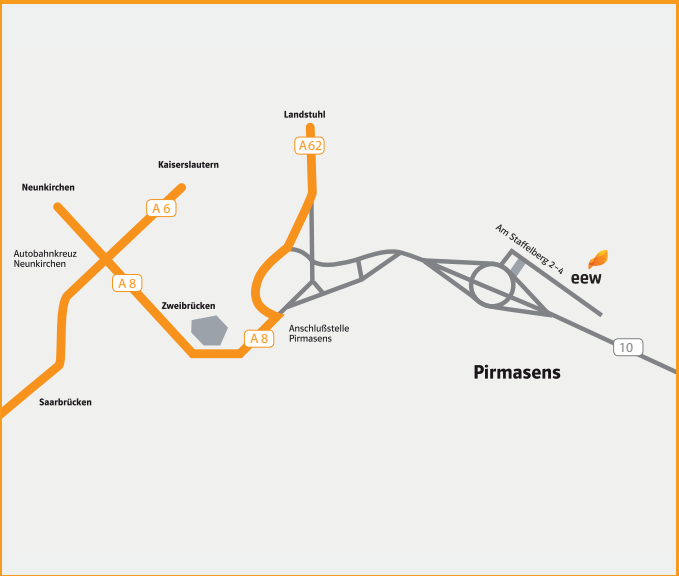 Landstuhl
A 62
Kaiserslautern
Neunkirchen
A 6
Am Staffelberg 2-4
Autobahnkreuz
Neunkirchen
eew
A 8
Zweibrücken
Anschlußstelle
Pirmasens
A 8
10
Pirmasens
Saarbrücken